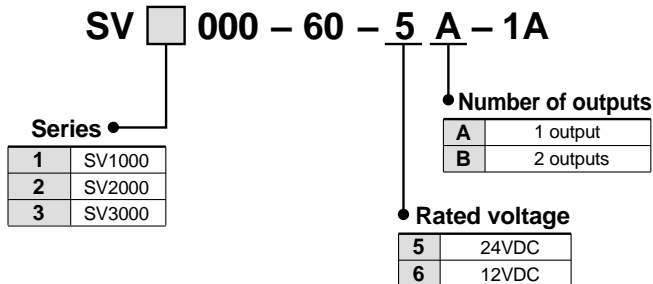 SV 000 – 60 – 5 A – 1A
Series
1 SV1000
2 SV2000
3 SV3000
Number of outputs
A 1 output
B 2 outputs
Rated voltage
5 24VDC
6 12VDC